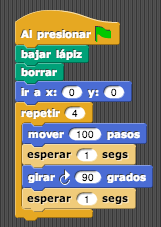 Al presionar
bajar lápiz
borrar
ir a x: 0 y: 0
repetir 4
mover 100 pasos
esperar 1 segs
girar 90 grados
esperar 1 segs